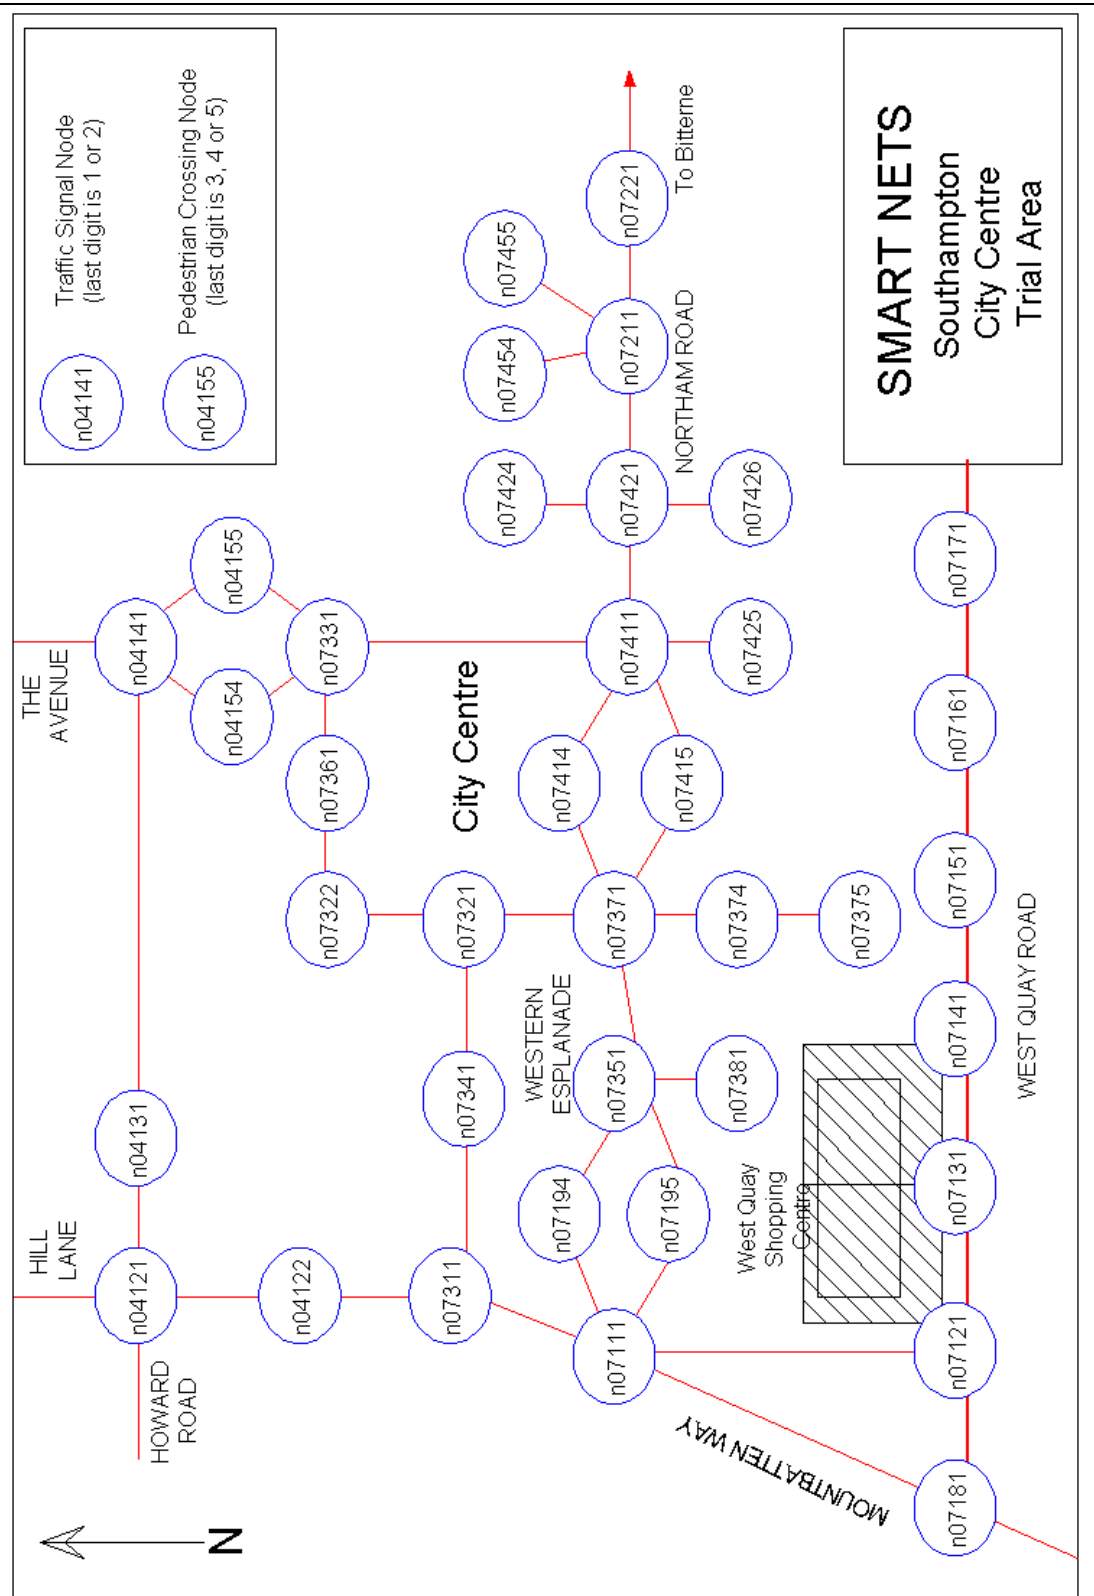 n04141
Traffic Signal Node
(last digit is 1 or 2)
n04155
Pedestrian Crossing Node
(last digit is 3, 4 or 5)
N
HOWARD
ROAD
HILL
LANE
THE
AVENUE
n04121
n04131
n04141
n04154
n04155
n04122
n07322
n07361
n07331
n07311
n07341
n07321
City Centre
n07424
n07454
n07455
WESTERN
ESPLANADE
n07194
n07414
n07111
n07351
n07371
n07411
n07421
n07211
n07221
n07195
n07415
NORTHAM ROAD
To Bitterne
MOUNTBATTEN WAY
n07381
n07374
n07425
n07426
West Quay
Shopping
Centre
n07375
n07181
n07121
n07131
n07141
n07151
n07161
n07171
WEST QUAY ROAD
SMART NETS
Southampton
City Centre
Trial Area